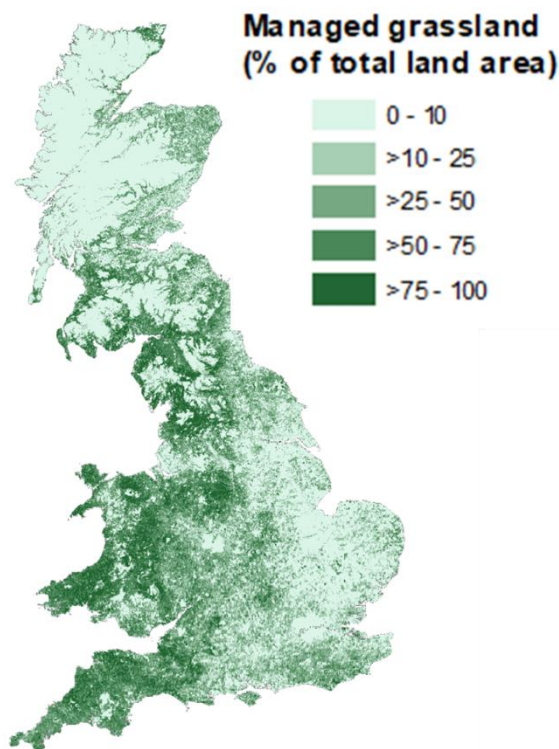 Managed grassland
(% of total land area)
0 - 10
>10 - 25
>25 - 50
>50 - 75
>75 - 100